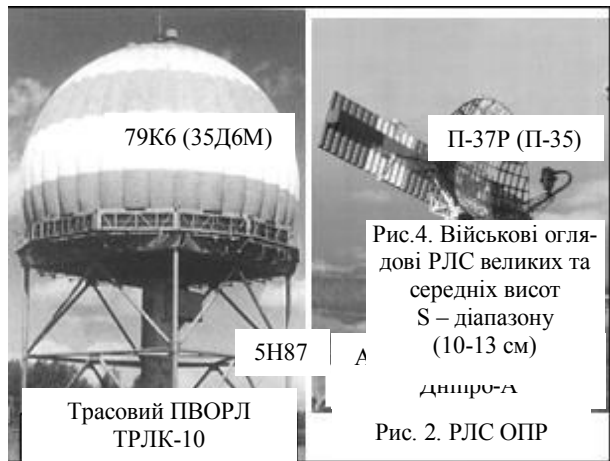 79К6 (35Д6М)
П-37Р (П-35)
Рис.4. Військові огля-
дові РЛС великих та
середніх висот
S – діапазону
(10-13 см)
5Н87
А
Дніпро-А
Трасовий ПВОРЛ
ТРЛК-10
Рис. 2. РЛС ОПР